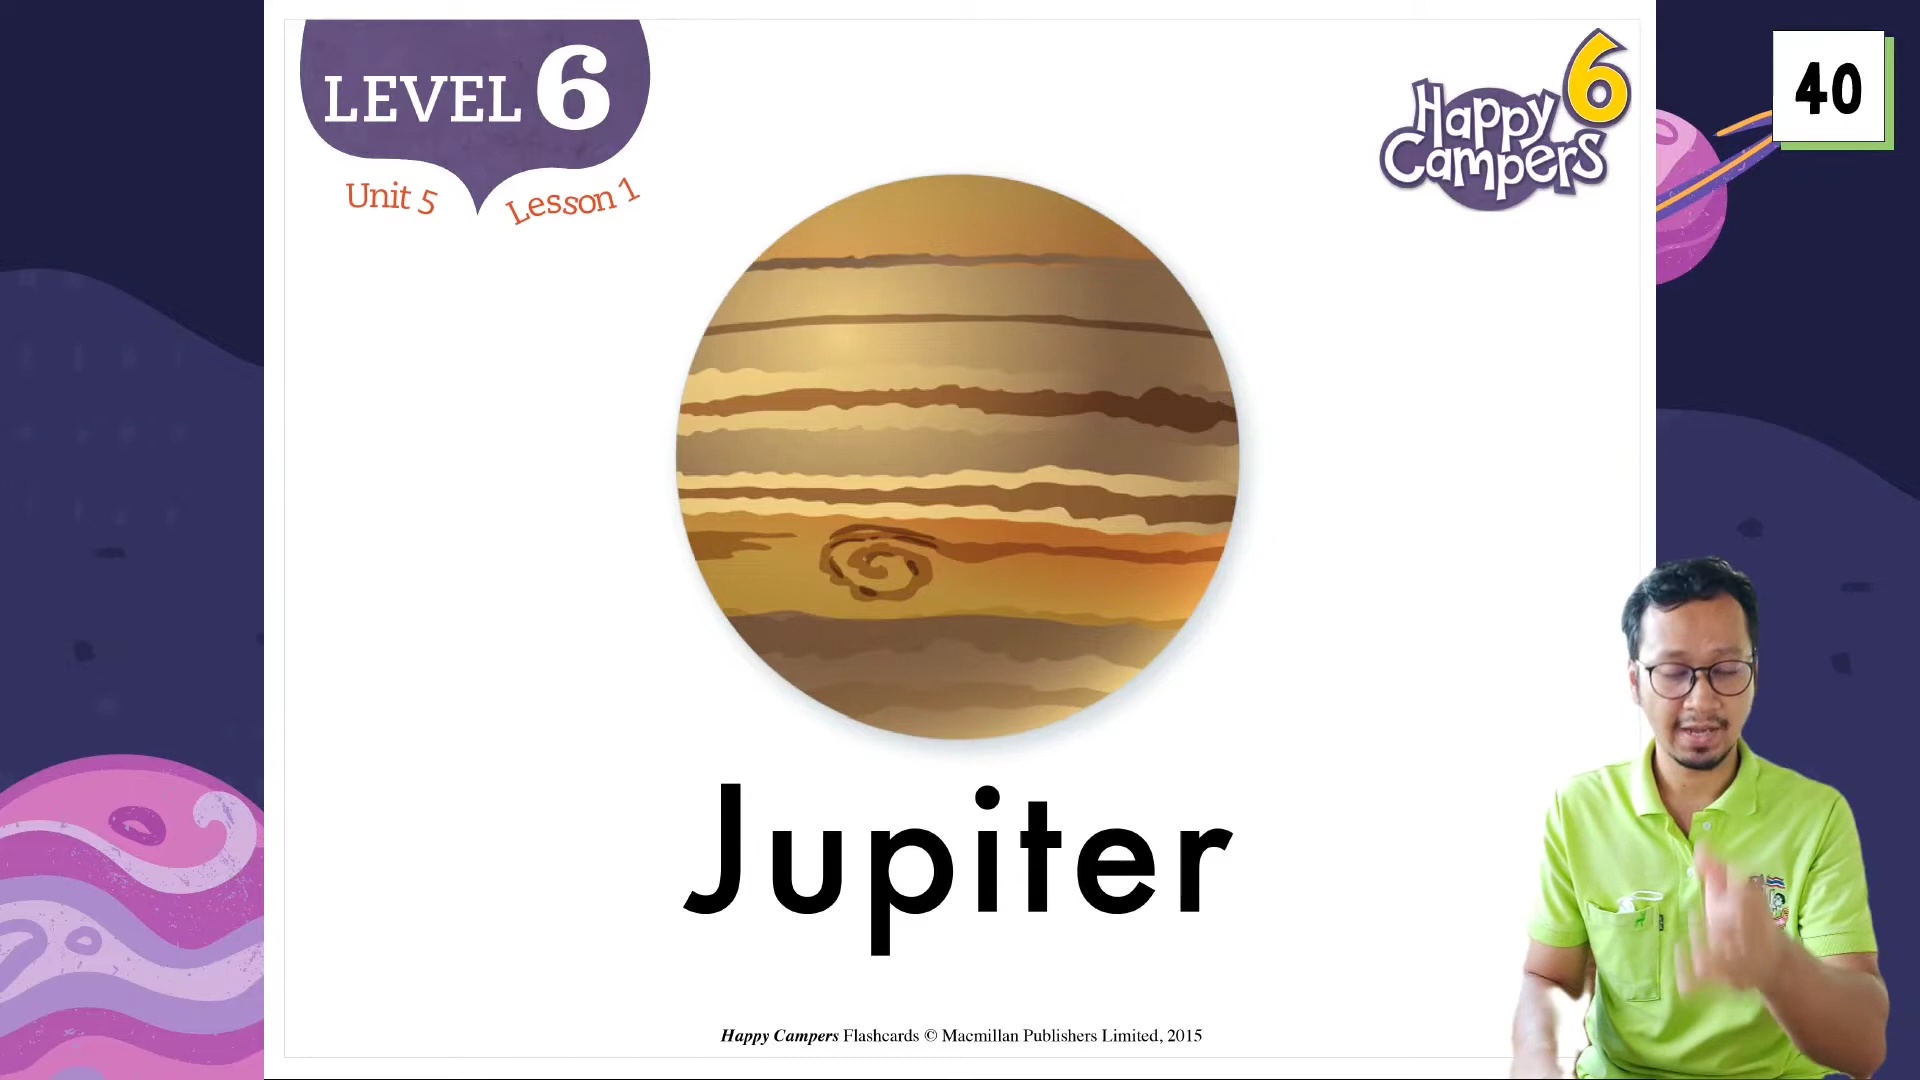 LEVEL 6
Unit 5 Lesson 1
Happy Campers 6
40
Jupiter
Happy Campers Flashcards © Macmillan Publishers Limited, 2015